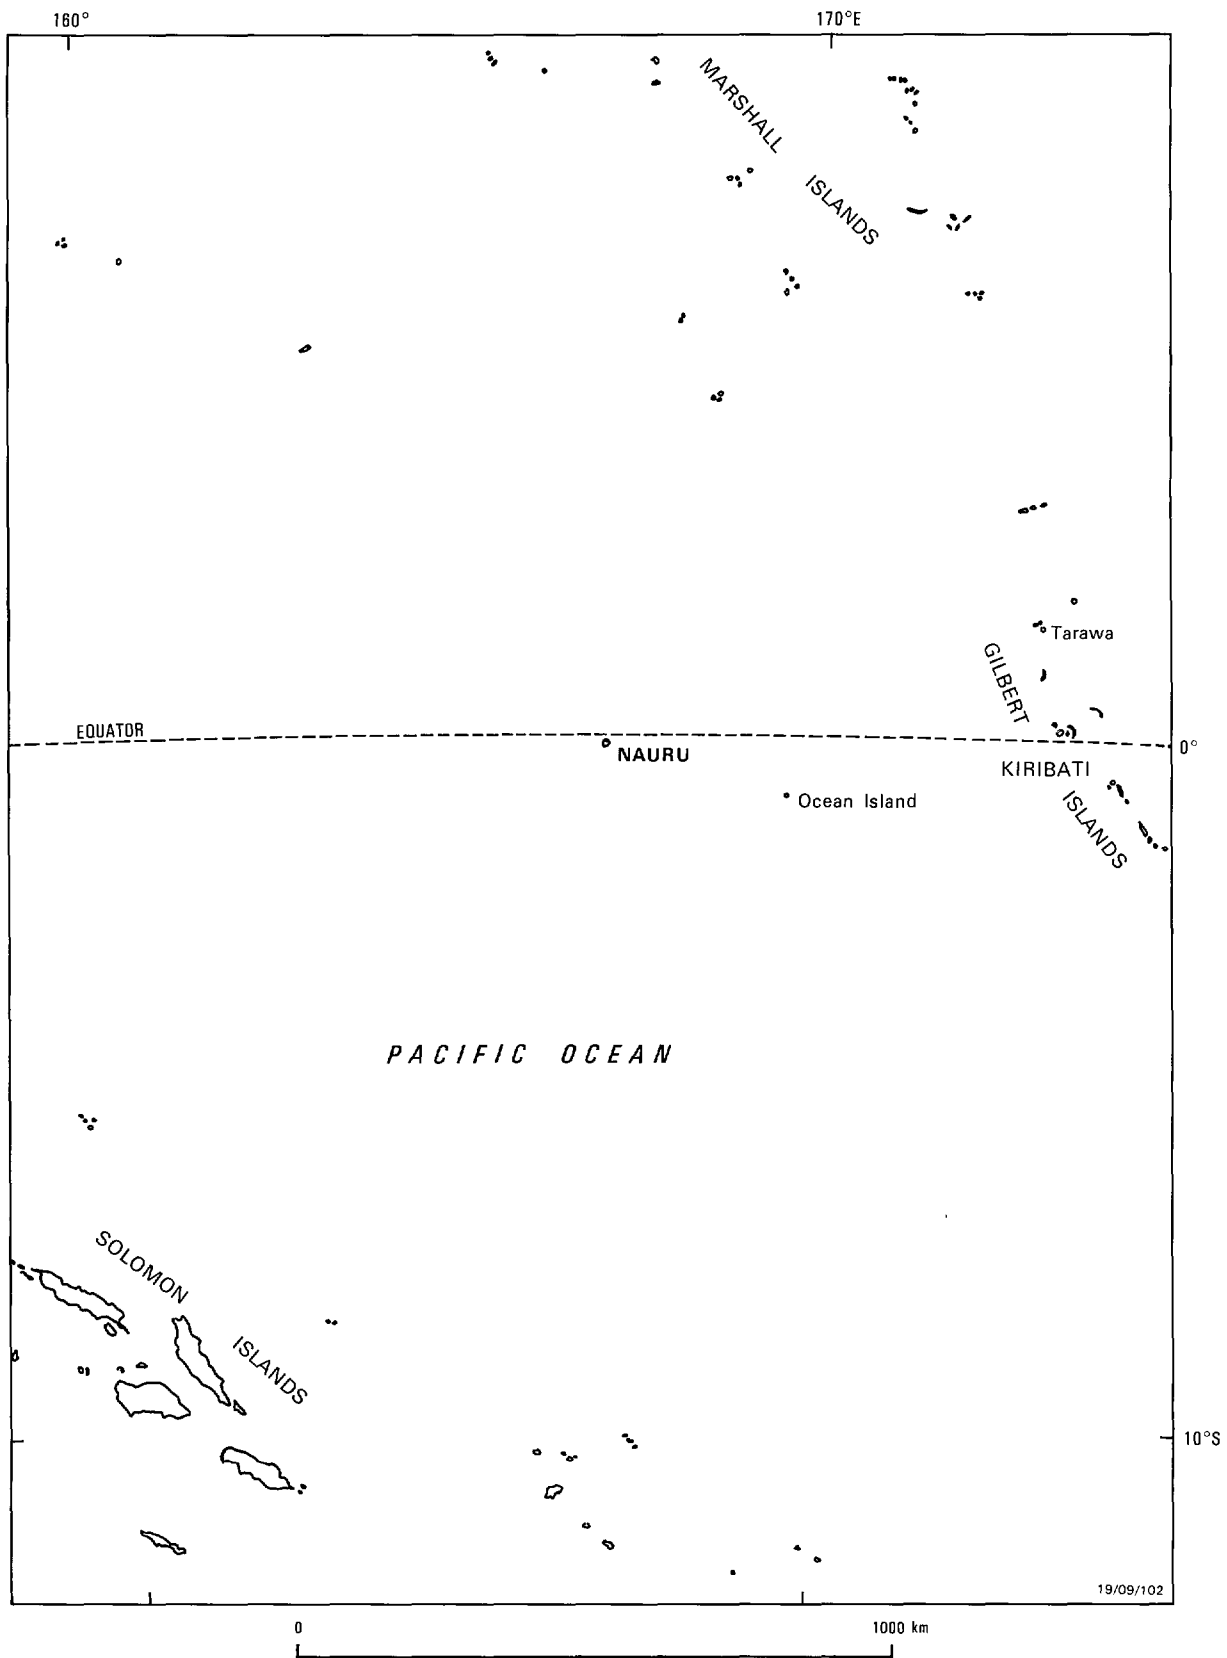 160°
170°E
MARSHALL
ISLANDS
Tarawa
GILBERT
EQUATOR
0°
NAURU
KIRIBATI
Ocean Island
ISLANDS
PACIFIC OCEAN
SOLOMON
ISLANDS
10°S
19/09/102
0
1000 km